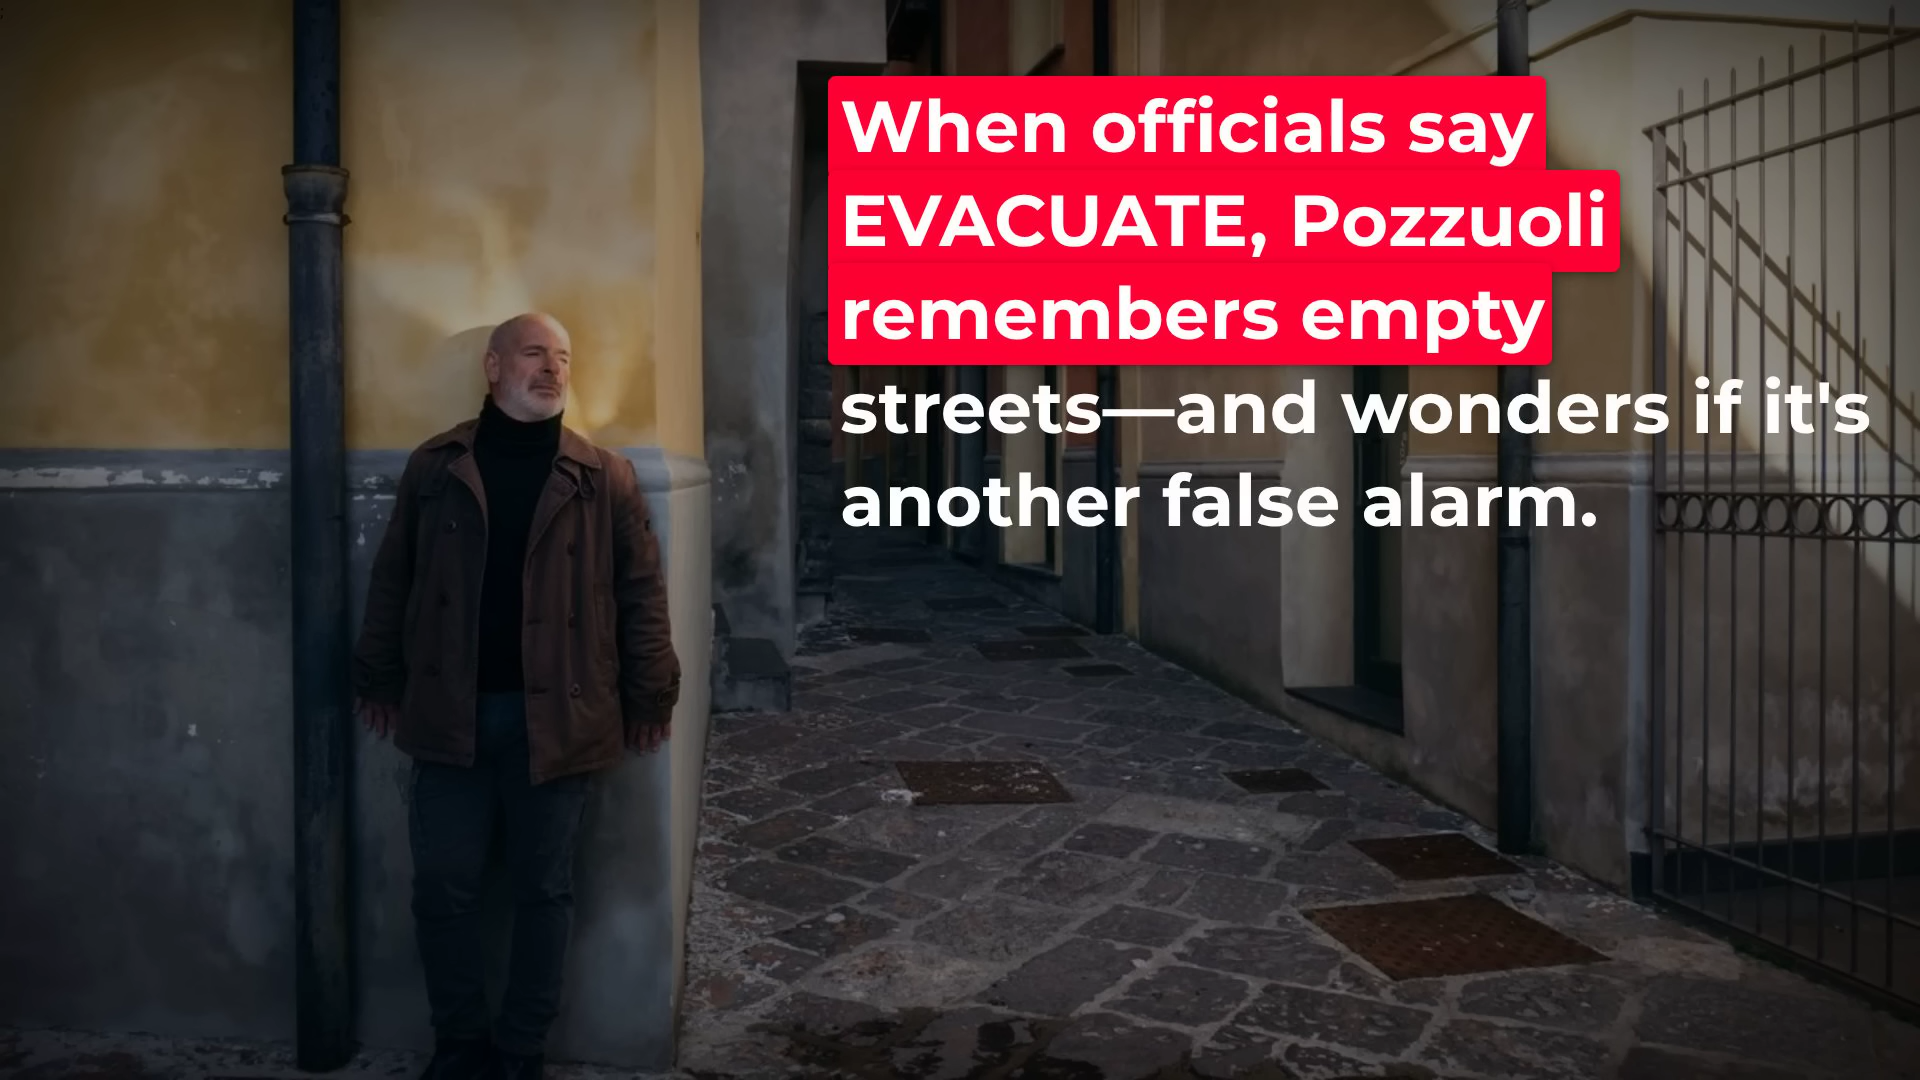 When officials say
EVACUATE, Pozzuoli
remembers empty
streets—and wonders if it's
another false alarm.